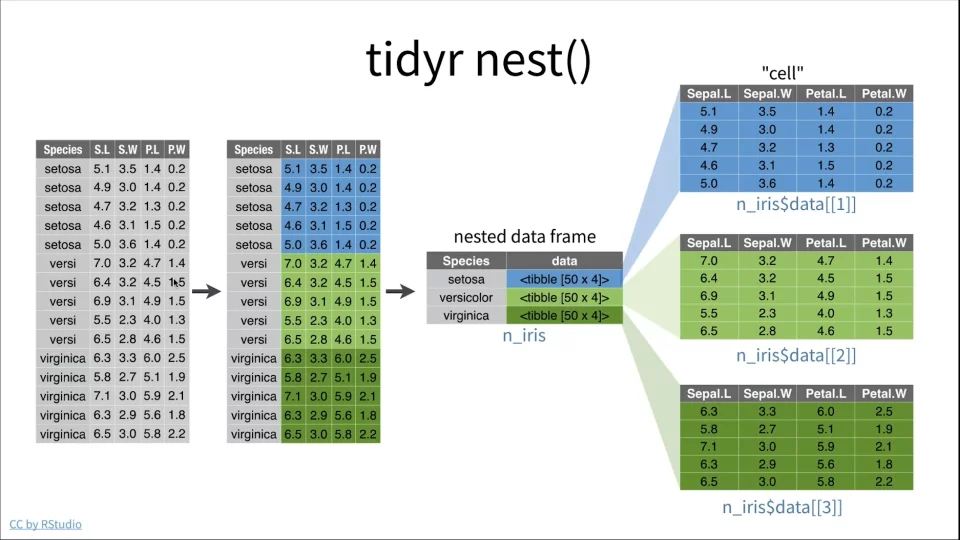 tidyr nest()
Species S.L S.W P.L P.W
setosa 5.1 3.5 1.4 0.2
setosa 4.9 3.0 1.4 0.2
setosa 4.7 3.2 1.3 0.2
setosa 4.6 3.1 1.5 0.2
setosa 5.0 3.6 1.4 0.2
versi 7.0 3.2 4.7 1.4
versi 6.4 3.2 4.5
versi 6.9 3.1 4.9 1.5
versi 5.5 2.3 4.0 1.3
versi 6.5 2.8 4.6 1.5
virginica 6.3 3.3 6.0 2.5
virginica 5.8 2.7 5.1 1.9
virginica 7.1 3.0 5.9 2.1
virginica 6.3 2.9 5.6 1.8
virginica 6.5 3.0 5.8 2.2
Species S.L S.W P.L P.W
setosa 5.1 3.5 1.4 0.2
setosa 4.9 3.0 1.4 0.2
setosa 4.7 3.2 1.3 0.2
setosa 4.6 3.1 1.5 0.2
setosa 5.0 3.6 1.4 0.2
versi 7.0 3.2 4.7 1.4
versi 6.4 3.2 4.5 1.5
versi 6.9 3.1 4.9 1.5
versi 5.5 2.3 4.0 1.3
versi 6.5 2.8 4.6 1.5
virginica 6.3 3.3 6.0 2.5
virginica 5.8 2.7 5.1 1.9
virginica 7.1 3.0 5.9 2.1
virginica 6.3 2.9 5.6 1.8
virginica 6.5 3.0 5.8 2.2
nested data frame
Species data
setosa <tibble [50 x 4]>
versicolor <tibble [50 x 4]>
virginica <tibble [50 x 4]>
n_iris
"cell"
Sepal.L Sepal.W Petal.L Petal.W
5.1 3.5 1.4 0.2
4.9 3.0 1.4 0.2
4.7 3.2 1.3 0.2
4.6 3.1 1.5 0.2
5.0 3.6 1.4 0.2
n_iris$data[[1]]
Sepal.L Sepal.W Petal.L Petal.W
7.0 3.2 4.7 1.4
6.4 3.2 4.5 1.5
6.9 3.1 4.9 1.5
5.5 2.3 4.0 1.3
6.5 2.8 4.6 1.5
n_iris$data[[2]]
Sepal.L Sepal.W Petal.L Petal.W
6.3 3.3 6.0 2.5
5.8 2.7 5.1 1.9
7.1 3.0 5.9 2.1
6.3 2.9 5.6 1.8
6.5 3.0 5.8 2.2
n_iris$data[[3]]
CC by RStudio